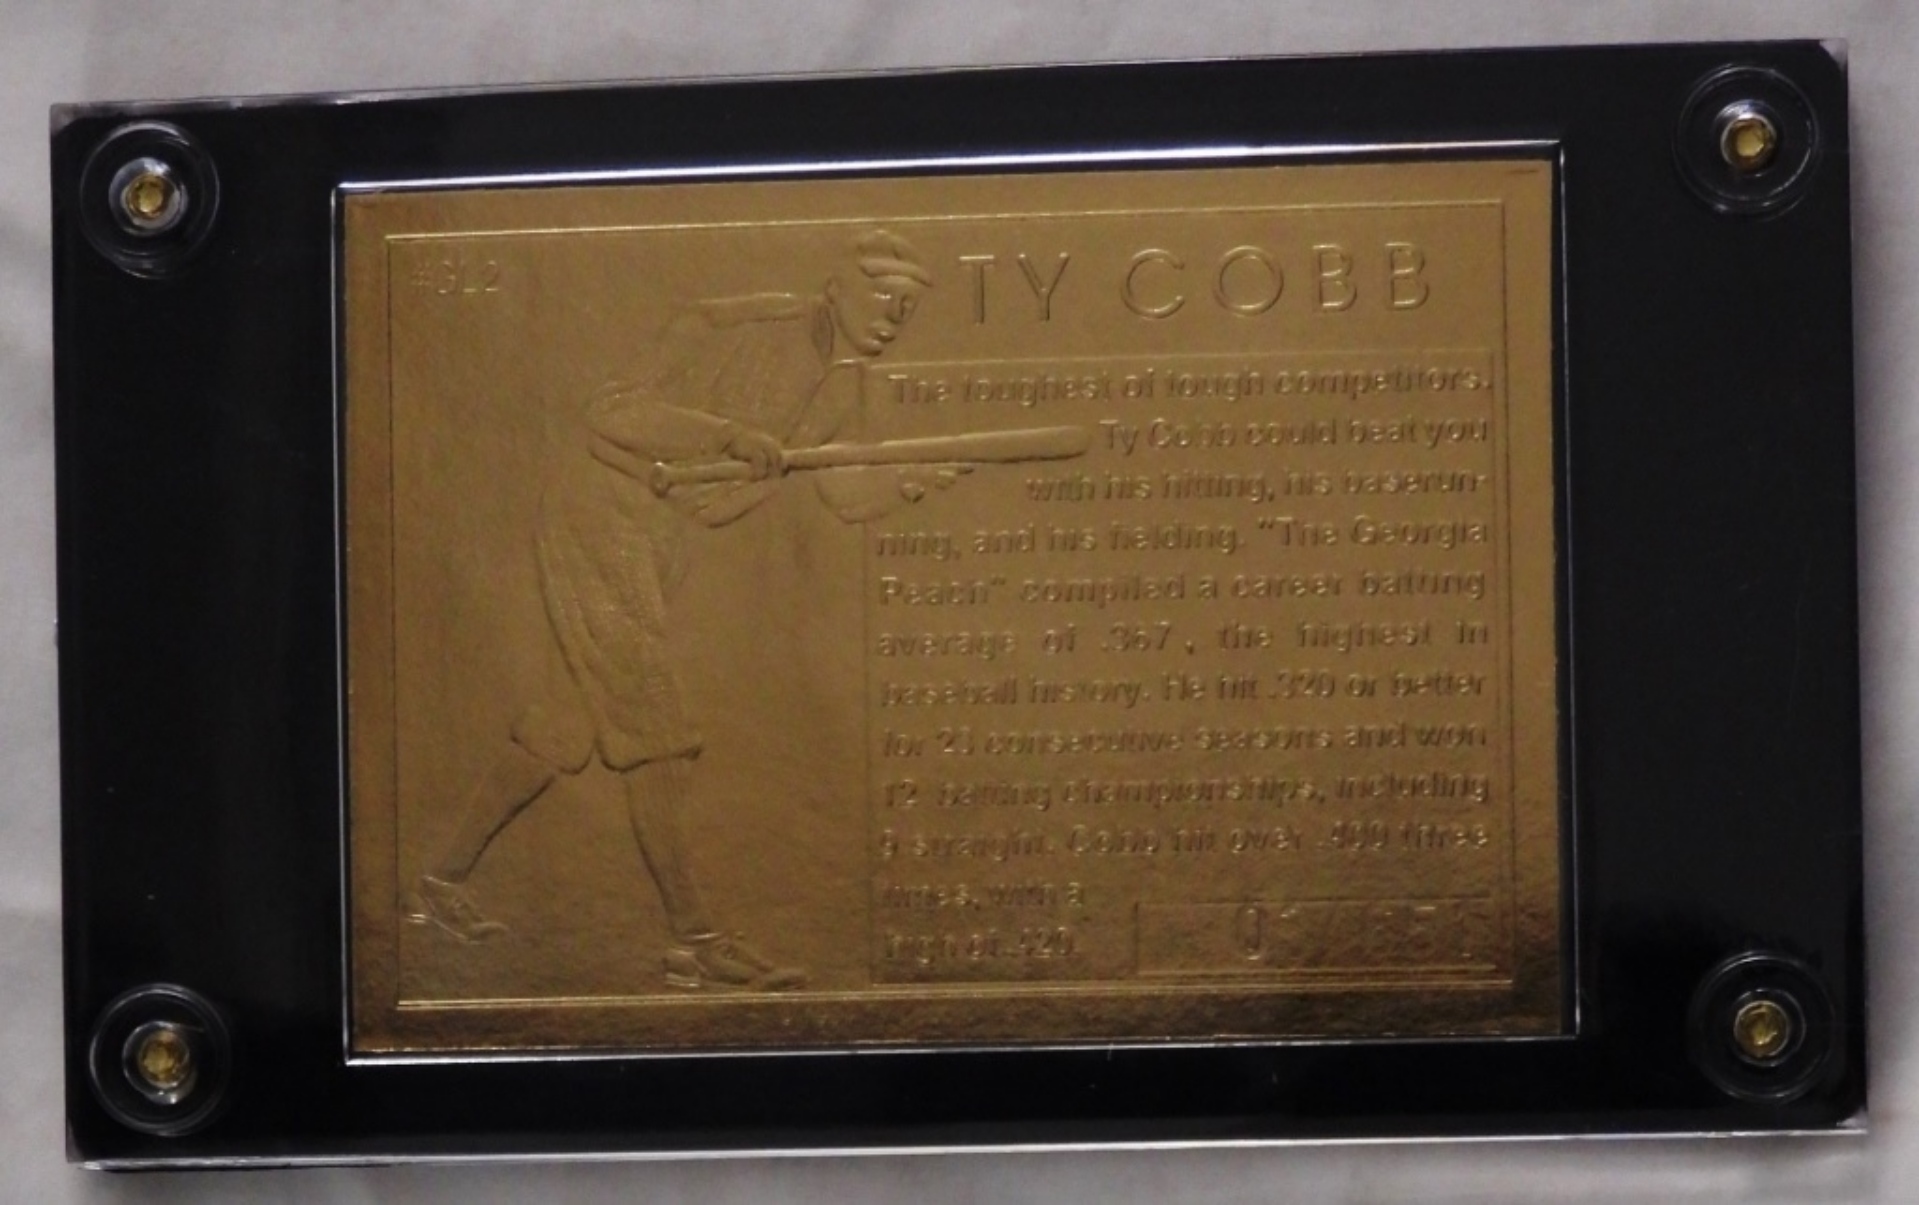 #GL2
TY COBB
The toughest of tough competitors.
Ty Cobb could beat you
with his hitting, his baserun-
ning, and his fielding. "The Georgia
Peach" compiled a career batting
average of .367, the highest in
baseball history. He hit .320 or better
for 23 consecutive seasons and won
12 batting championships, including
9 straight. Cobb hit over .400 three
times, with a
high of .420.